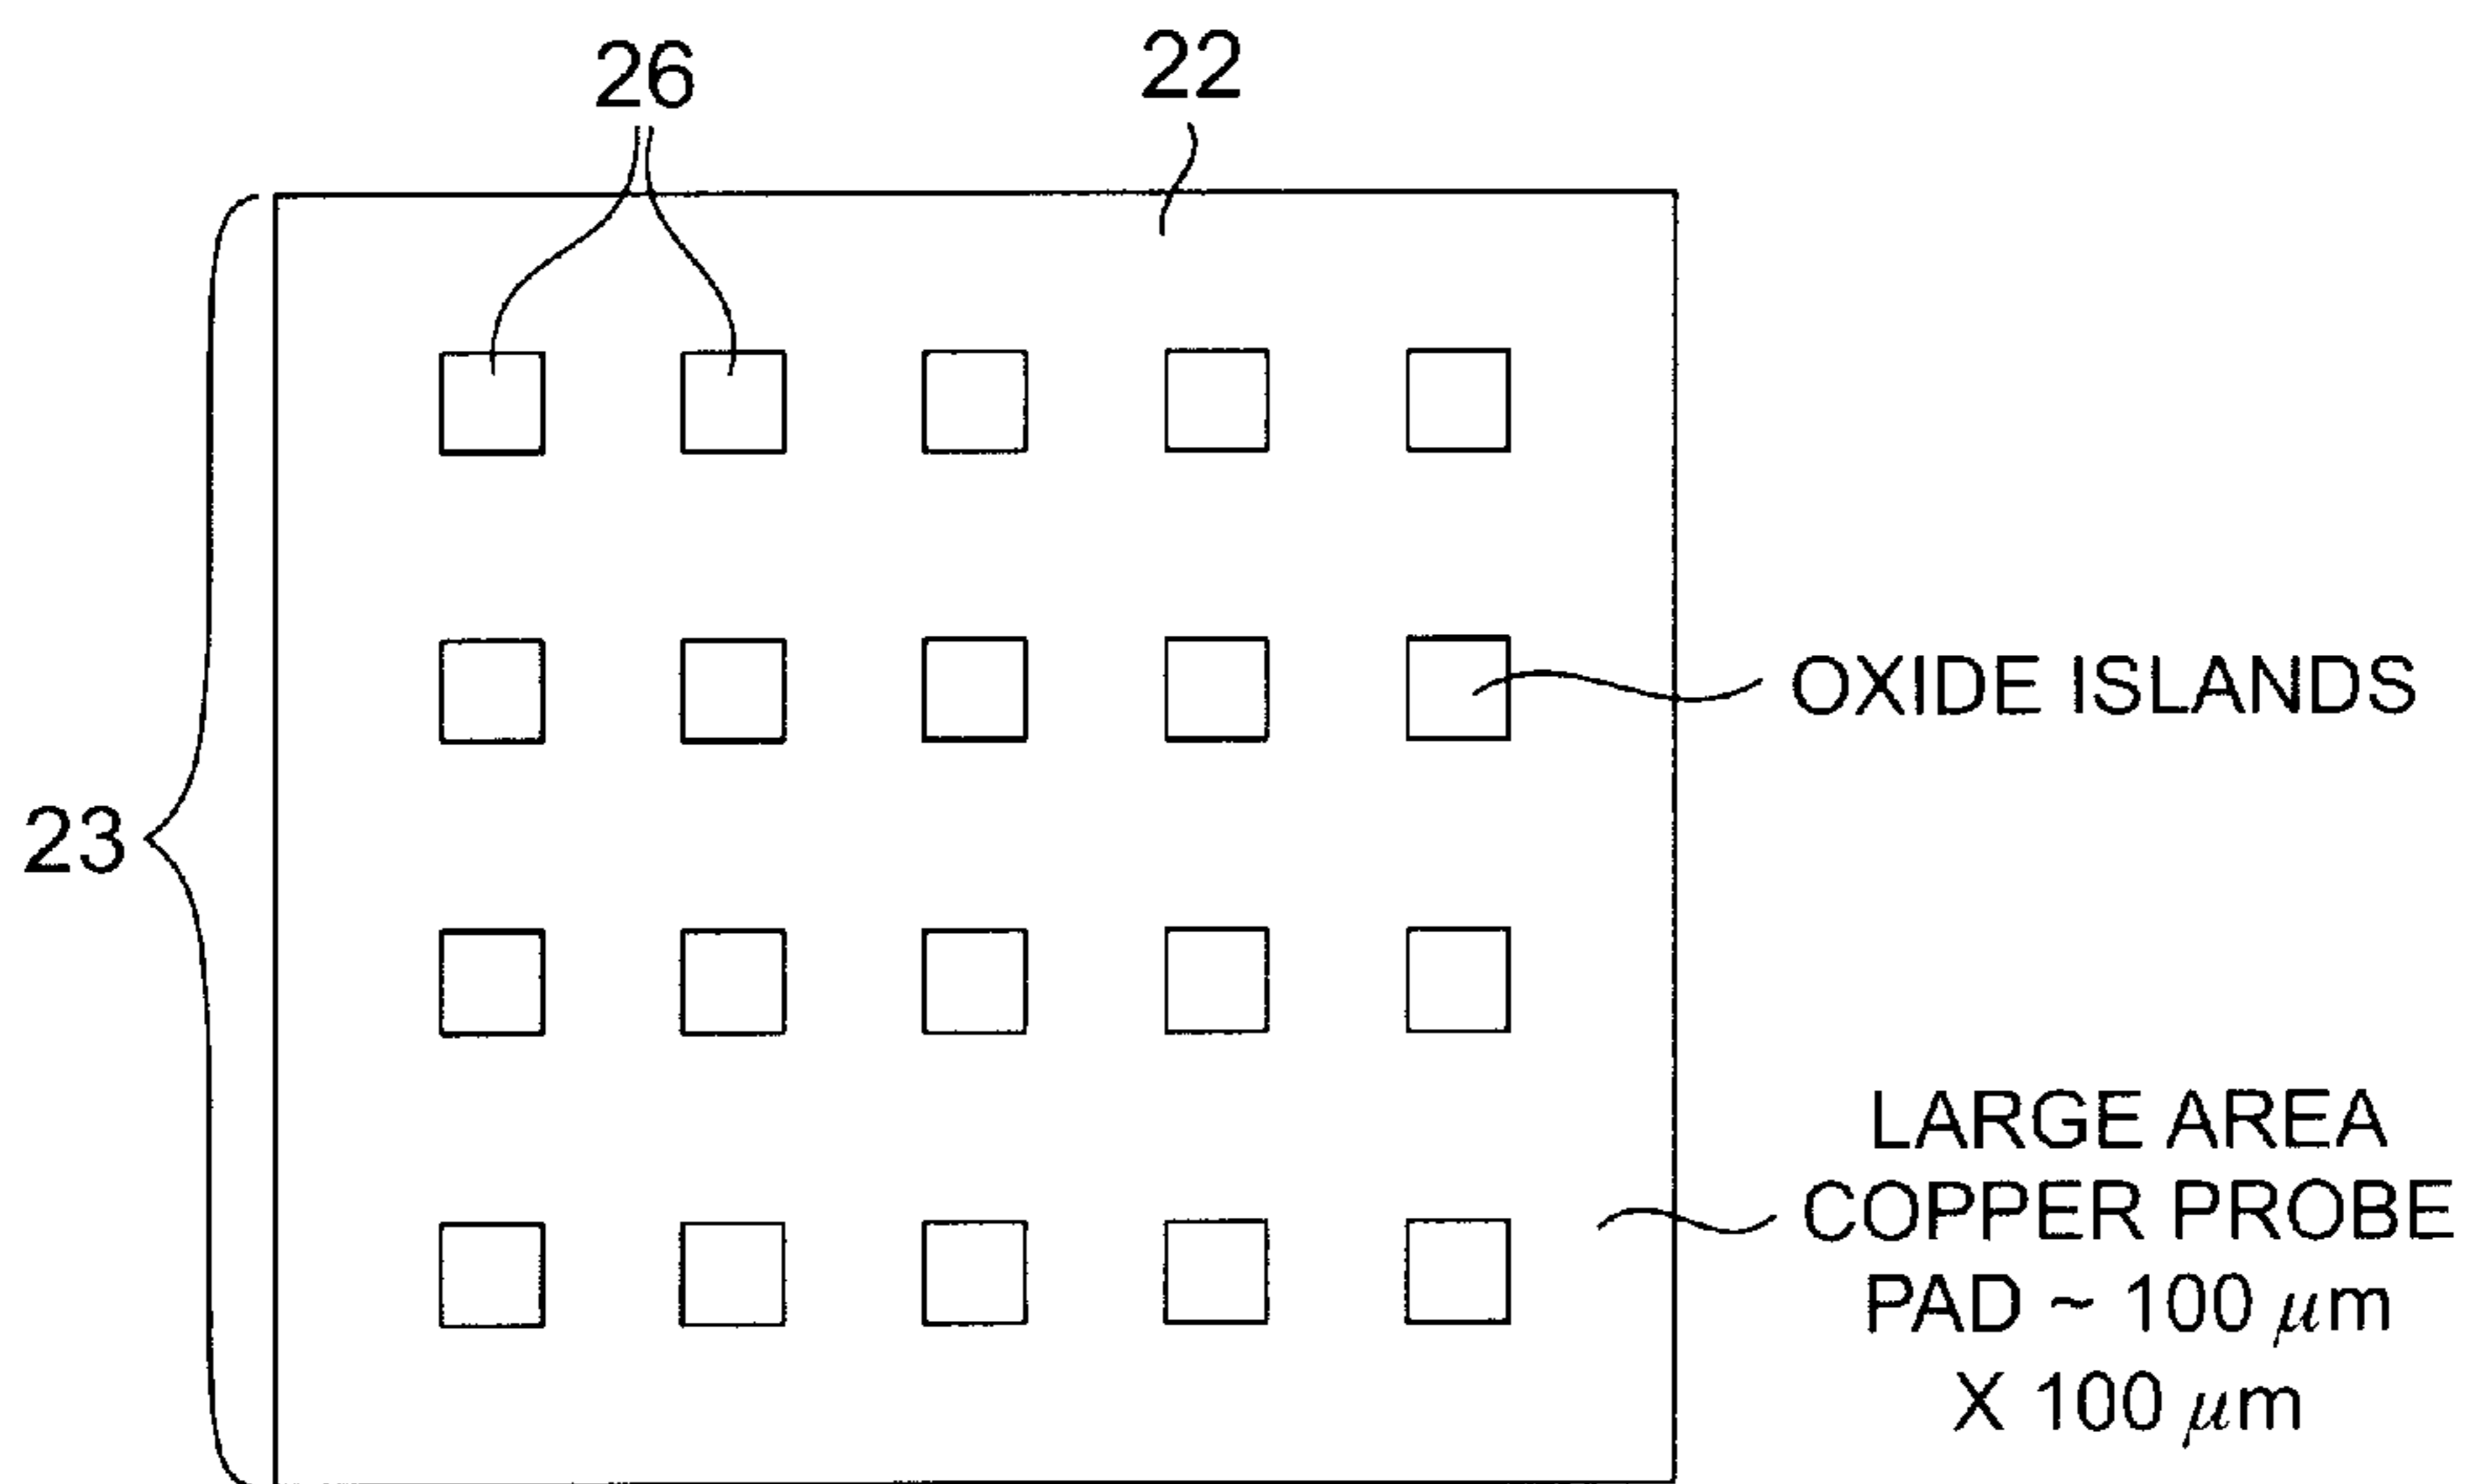 26
22
OXIDE ISLANDS
23
LARGE AREA
COPPER PROBE
PAD ~ 100 μm
X 100 μm